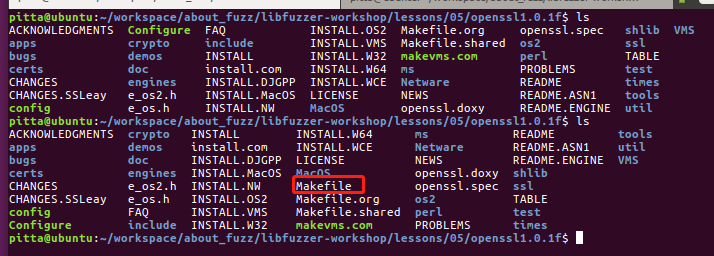 pitta@ubuntu:~/workspace/about_fuzz/libfuzzer-workshop/lessons/05/openssl1.0.1f$ ls
ACKNOWLEDGMENTS Configure FAQ INSTALL.OS2 Makefile.org openssl.spec shlib VMS
apps crypto include INSTALL.VMS Makefile.shared os2 ssl
bugs demos INSTALL INSTALL.W32 makevms.com perl TABLE
certs doc install.com INSTALL.W64 ms PROBLEMS test
CHANGES engines INSTALL.DJGPP INSTALL.WCE Netware README times
CHANGES.SSLeay e_os2.h INSTALL.MacOS LICENSE NEWS README.ASN1 tools
config e_os.h INSTALL.NW MacOS openssl.doxy README.ENGINE util
pitta@ubuntu:~/workspace/about_fuzz/libfuzzer-workshop/lessons/05/openssl1.0.1f$ ls
ACKNOWLEDGMENTS crypto INSTALL INSTALL.W64 ms README tools
apps demos install.com INSTALL.WCE Netware README.ASN1 util
bugs doc INSTALL.DJGPP LICENSE NEWS README.ENGINE VMS
certs engines INSTALL.MacOS MacOS openssl.doxy shlib
CHANGES e_os2.h INSTALL.NW Makefile openssl.spec ssl
CHANGES.SSLeay e_os.h INSTALL.OS2 Makefile.org os2 TABLE
config FAQ INSTALL.VMS Makefile.shared perl test
Configure include INSTALL.W32 makevms.com PROBLEMS times
pitta@ubuntu:~/workspace/about_fuzz/libfuzzer-workshop/lessons/05/openssl1.0.1f$